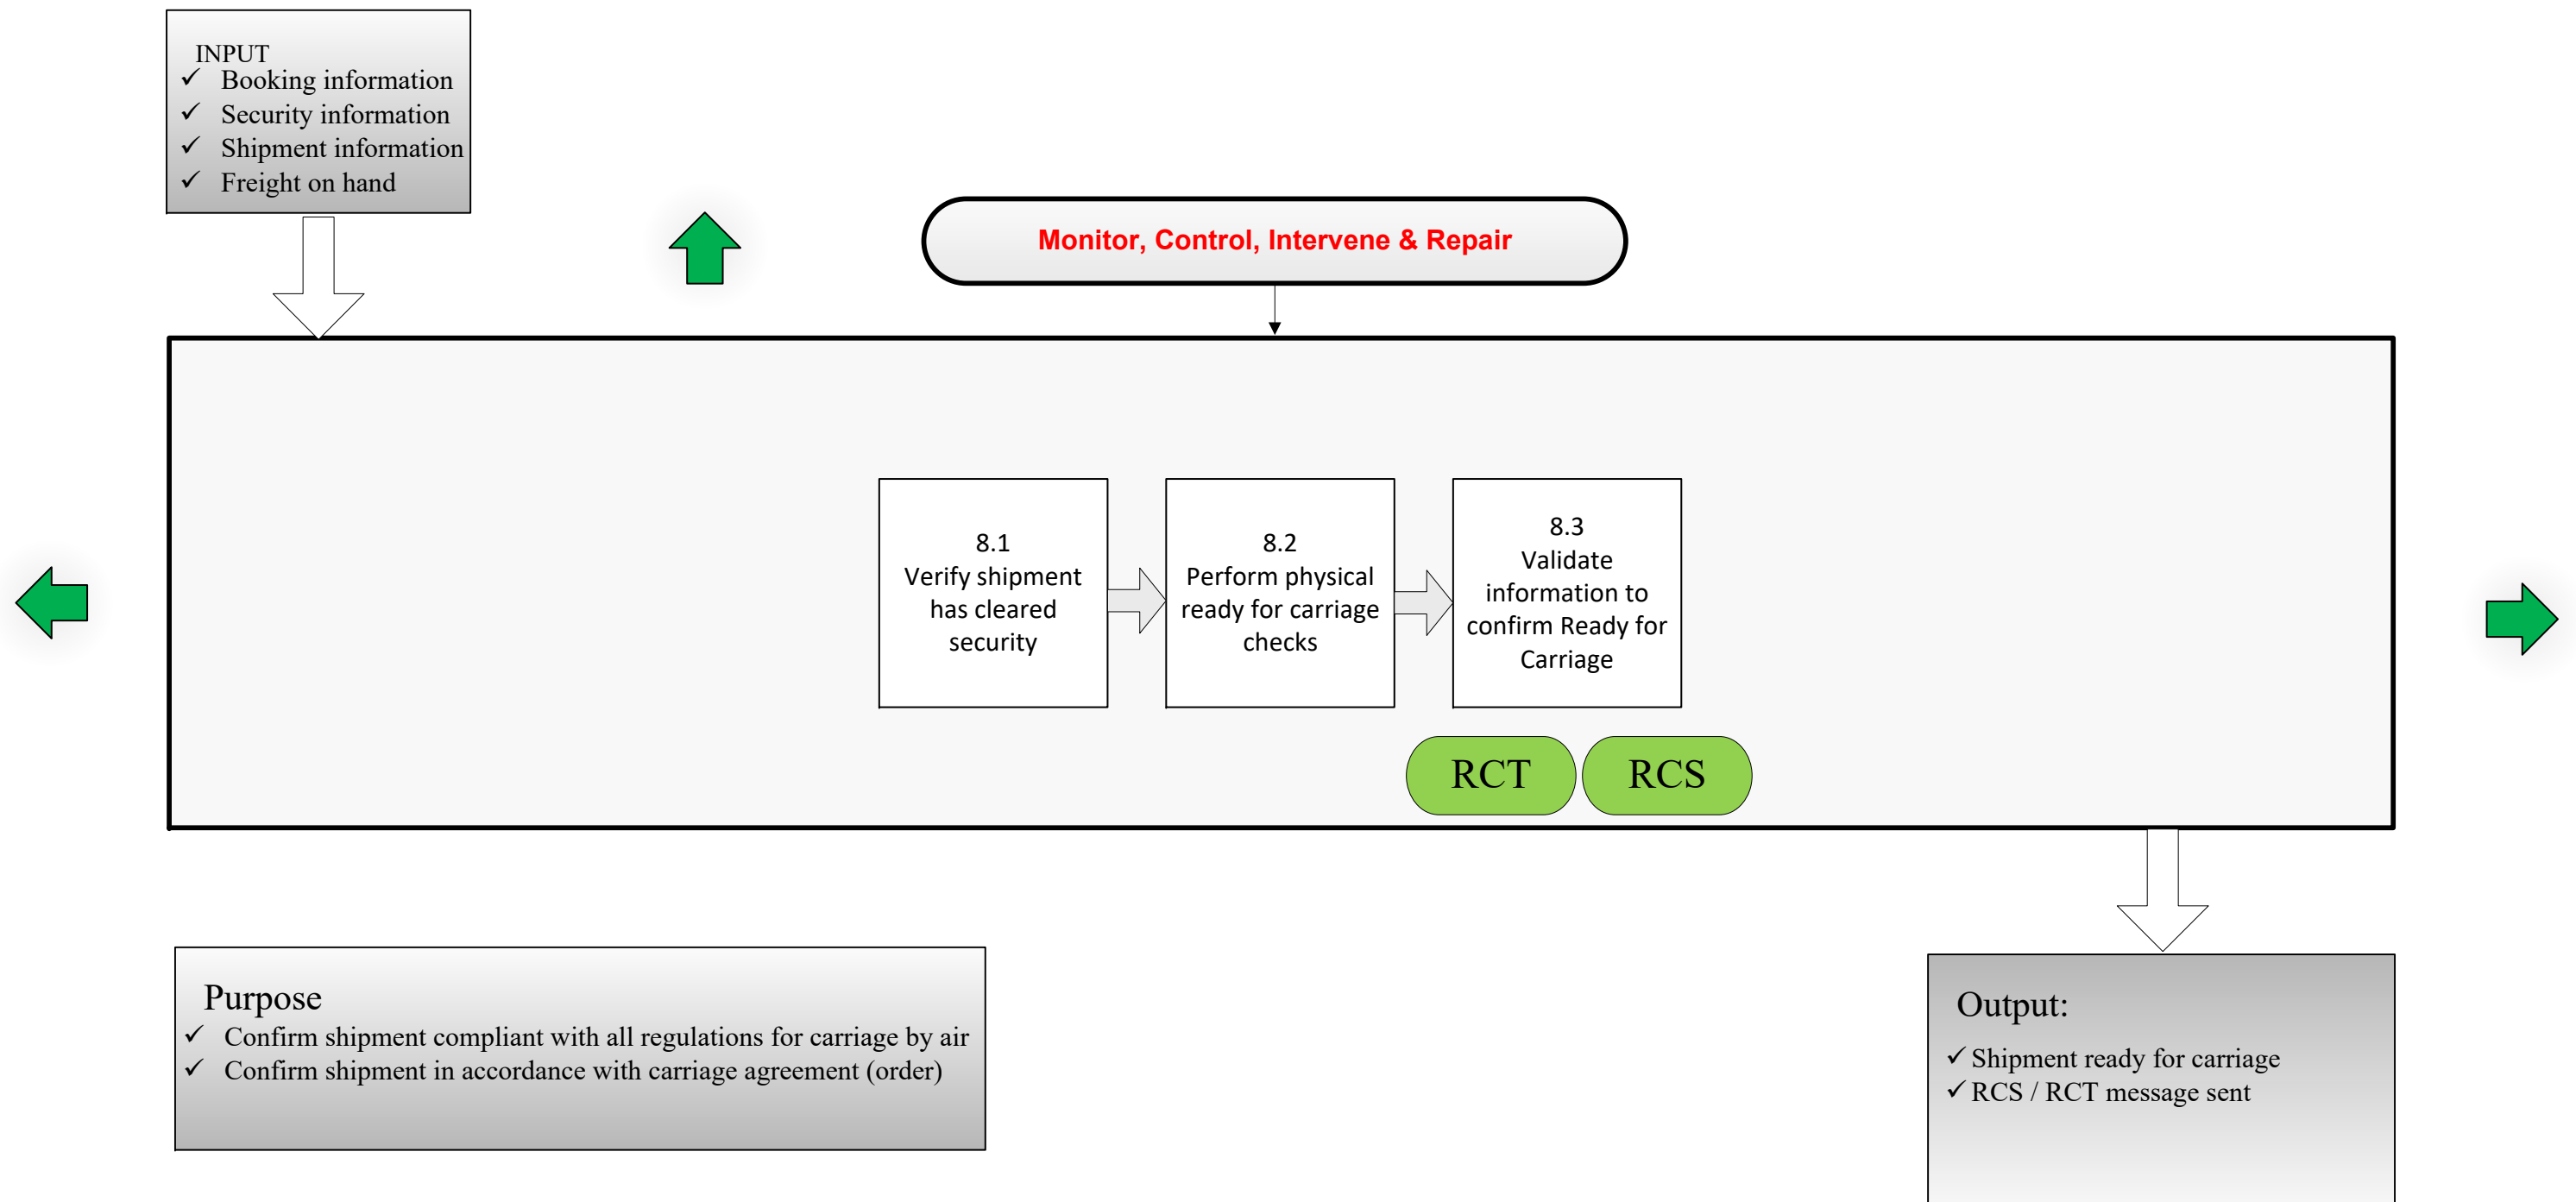 INPUT
✓ Booking information
✓ Security information
✓ Shipment information
✓ Freight on hand
Monitor, Control, Intervene & Repair
8.1
Verify shipment
has cleared
security
8.2
Perform physical
ready for carriage
checks
8.3
Validate
information to
confirm Ready for
Carriage
RCT
RCS
Purpose
✓ Confirm shipment compliant with all regulations for carriage by air
✓ Confirm shipment in accordance with carriage agreement (order)
Output:
✓ Shipment ready for carriage
✓ RCS / RCT message sent